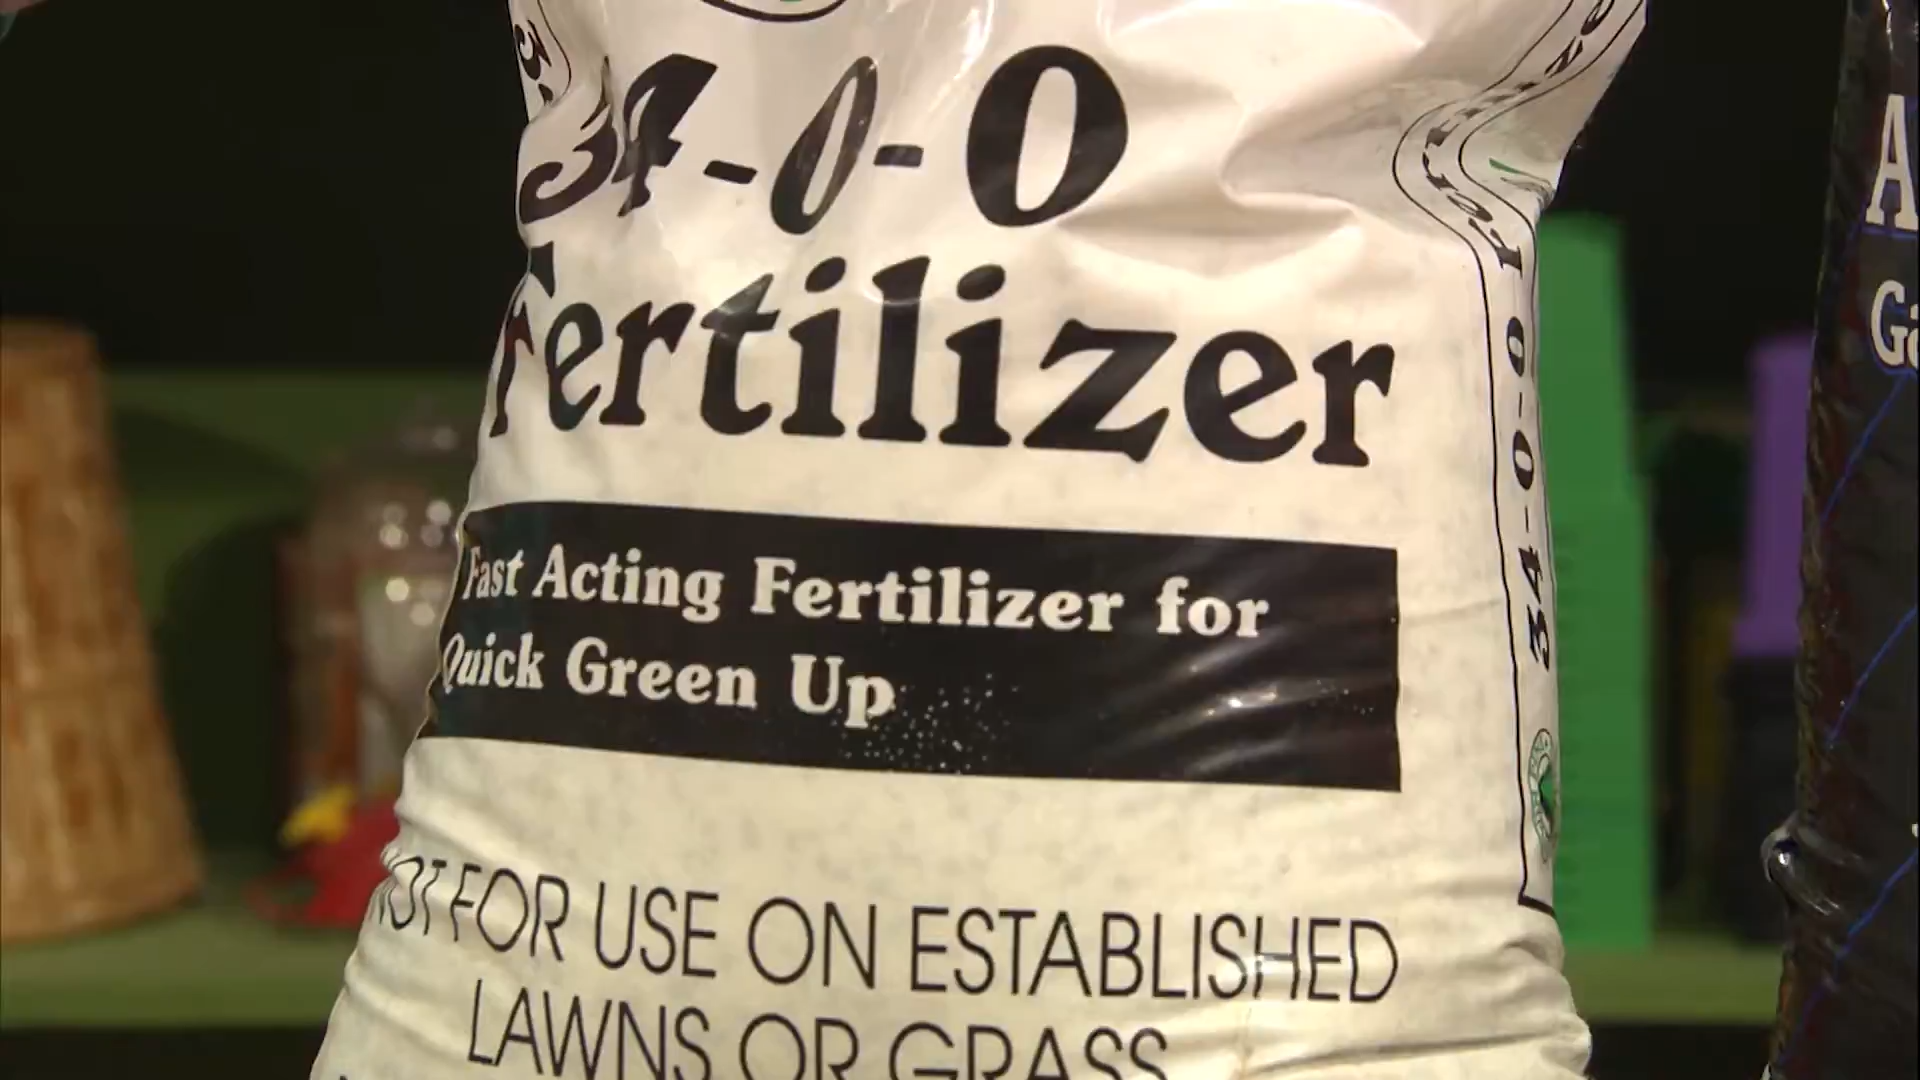 34-0-0
Fertilizer
Fast Acting Fertilizer for
Quick Green Up
NOT FOR USE ON ESTABLISHED
LAWNS OR GRASS
34-0-0